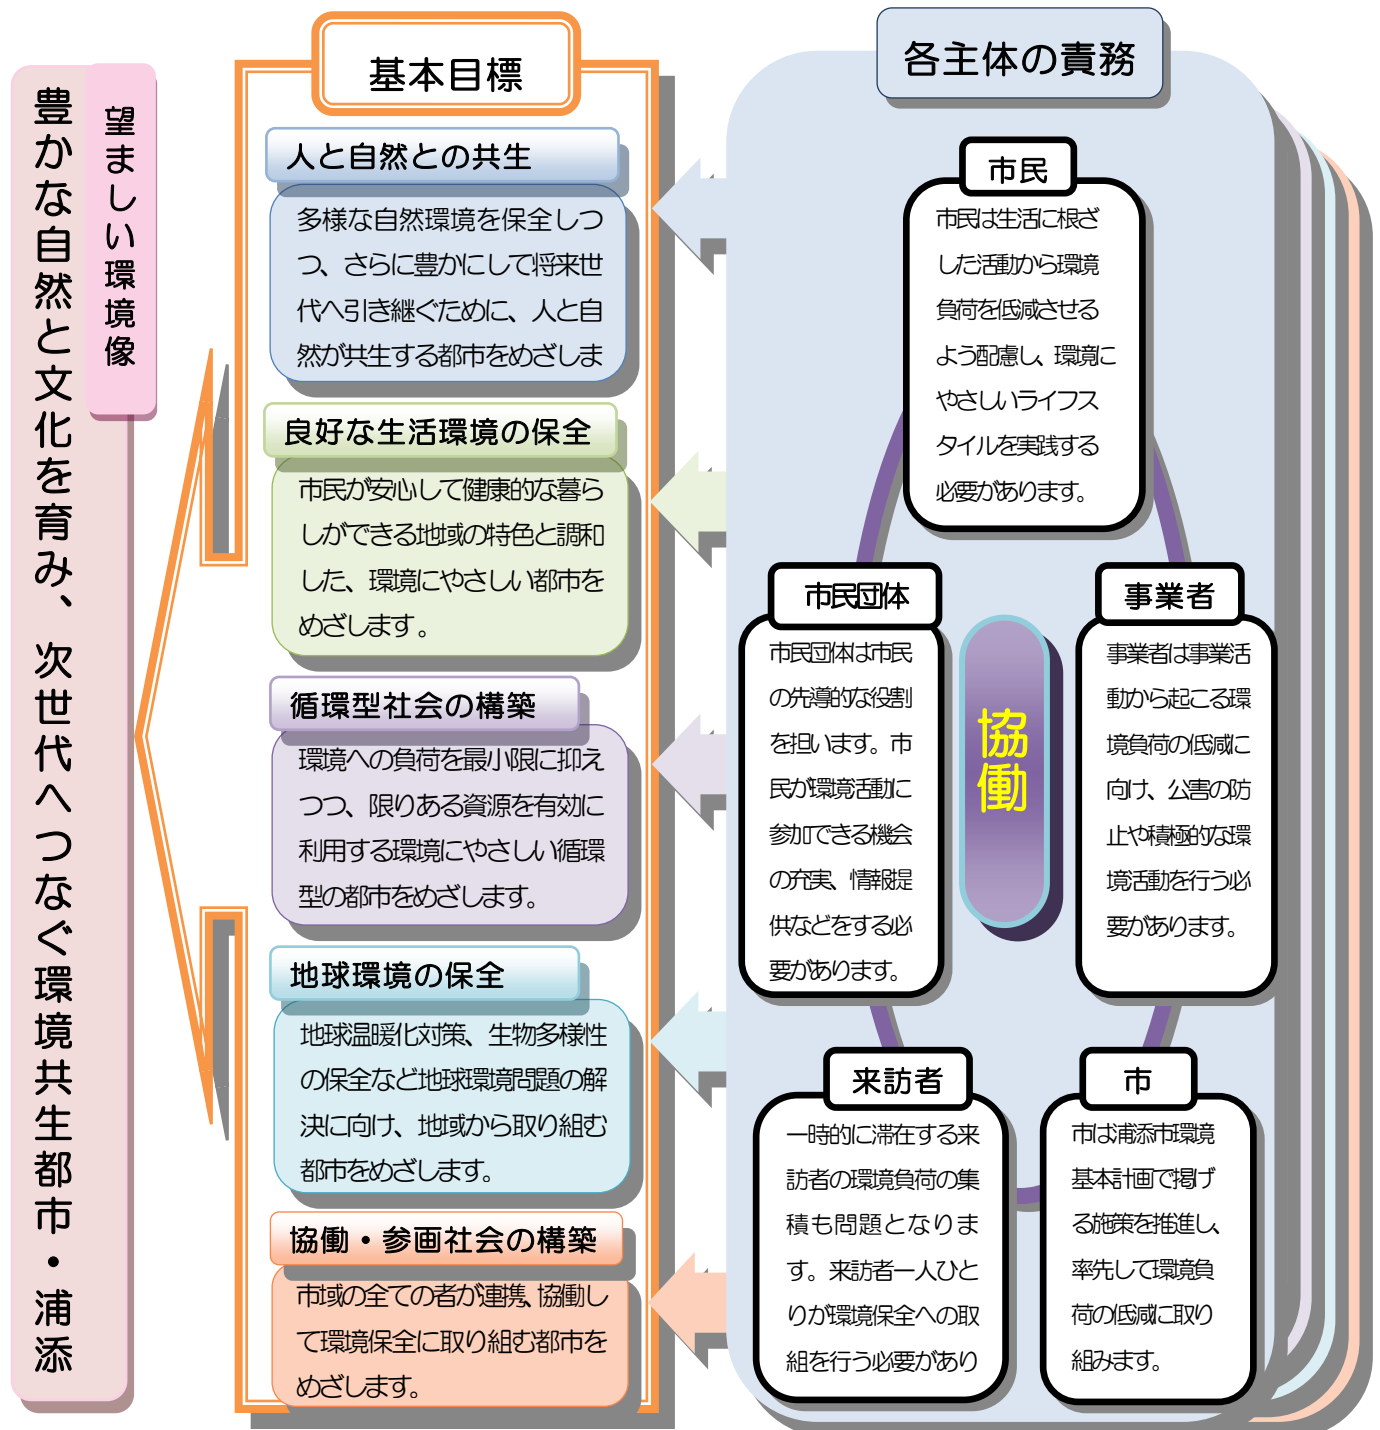 望ましい環境像
豊かな自然と文化を育み、次世代へつなぐ環境共生都市・浦添
基本目標
人と自然との共生
多様な自然環境を保全しつ
つ、さらに豊かにして将来世
代へ引き継ぐために、人と自
然が共生する都市をめざしま
良好な生活環境の保全
市民が安心して健康的な暮ら
しができる地域の特色と調和
した、環境にやさしい都市を
めざします。
循環型社会の構築
環境への負荷を最小限に抑え
つつ、限りある資源を有効に
利用する環境にやさしい循環
型の都市をめざします。
地球環境の保全
地球温暖化対策、生物多様性
の保全など地球環境問題の解
決に向け、地域から取り組む
都市をめざします。
協働・参画社会の構築
市域の全ての者が連携、協働し
て環境保全に取り組む都市を
めざします。
各主体の責務
市民
市民は生活に根ざ
した活動から環境
負荷を低減させる
よう配慮し、環境に
やさしいライフス
タイルを実践する
必要があります。
市民団体
市民団体は市民
の先導的な役割
を担います。市
民が環境活動に
参加できる機会
の充実、情報提
供などをする必
要があります。
協働
事業者
事業者は事業活
動から起こる環
境負荷の低減に
向け、公害の防
止や積極的な環
境活動を行う必
要があります。
来訪者
一時的に滞在する来
訪者の環境負荷の集
積も問題となりま
す。来訪者一人ひと
りが環境保全への取
組を行う必要があり
市
市は浦添市環境
基本計画で掲げ
る施策を推進し、
率先して環境負
荷の低減に取り
組みます。